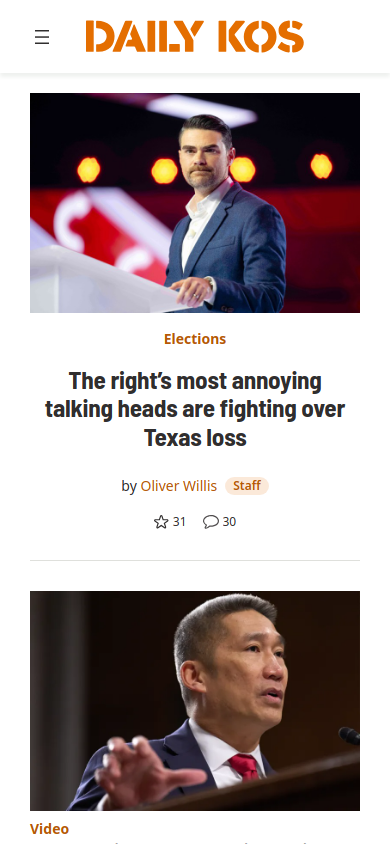 DAILY KOS
Elections
The right’s most annoying
talking heads are fighting over
Texas loss
by Oliver Willis Staff
31 30
Video